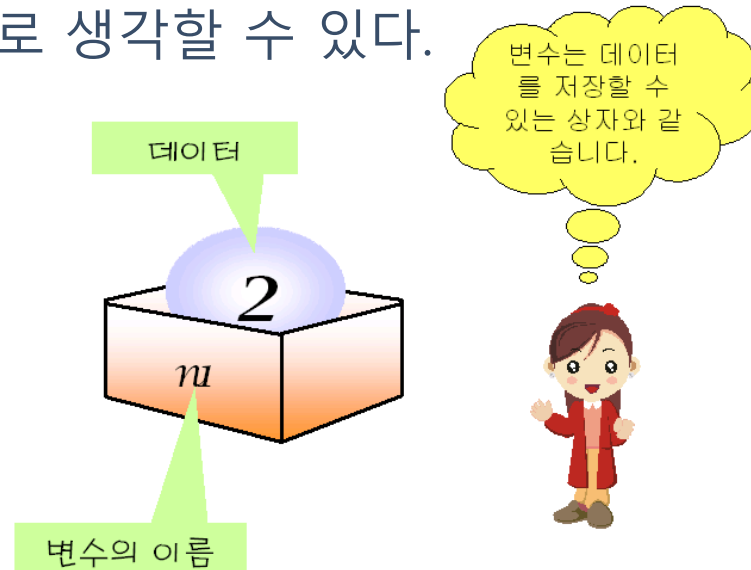 로 생각할 수 있다.
변수는 데이터
를 저장할 수
있는 상자와 같
습니다.
데이터
2
변수의 이름